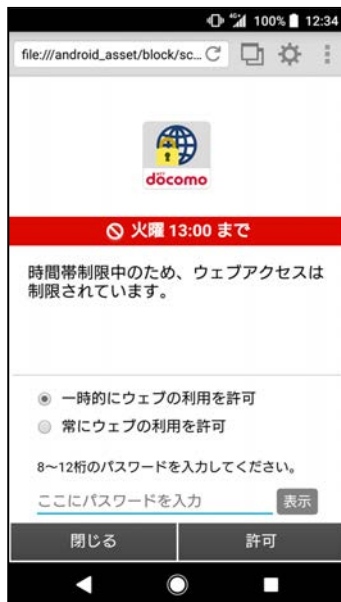 4G 100% 12:34
file:///android_asset/block/sc...
döcomo
火曜 13:00 まで
時間帯制限中のため、ウェブアクセスは
制限されています。
一時的にウェブの利用を許可
常にウェブの利用を許可
8～12桁のパスワードを入力してください。
ここにパスワードを入力 表示
閉じる 許可